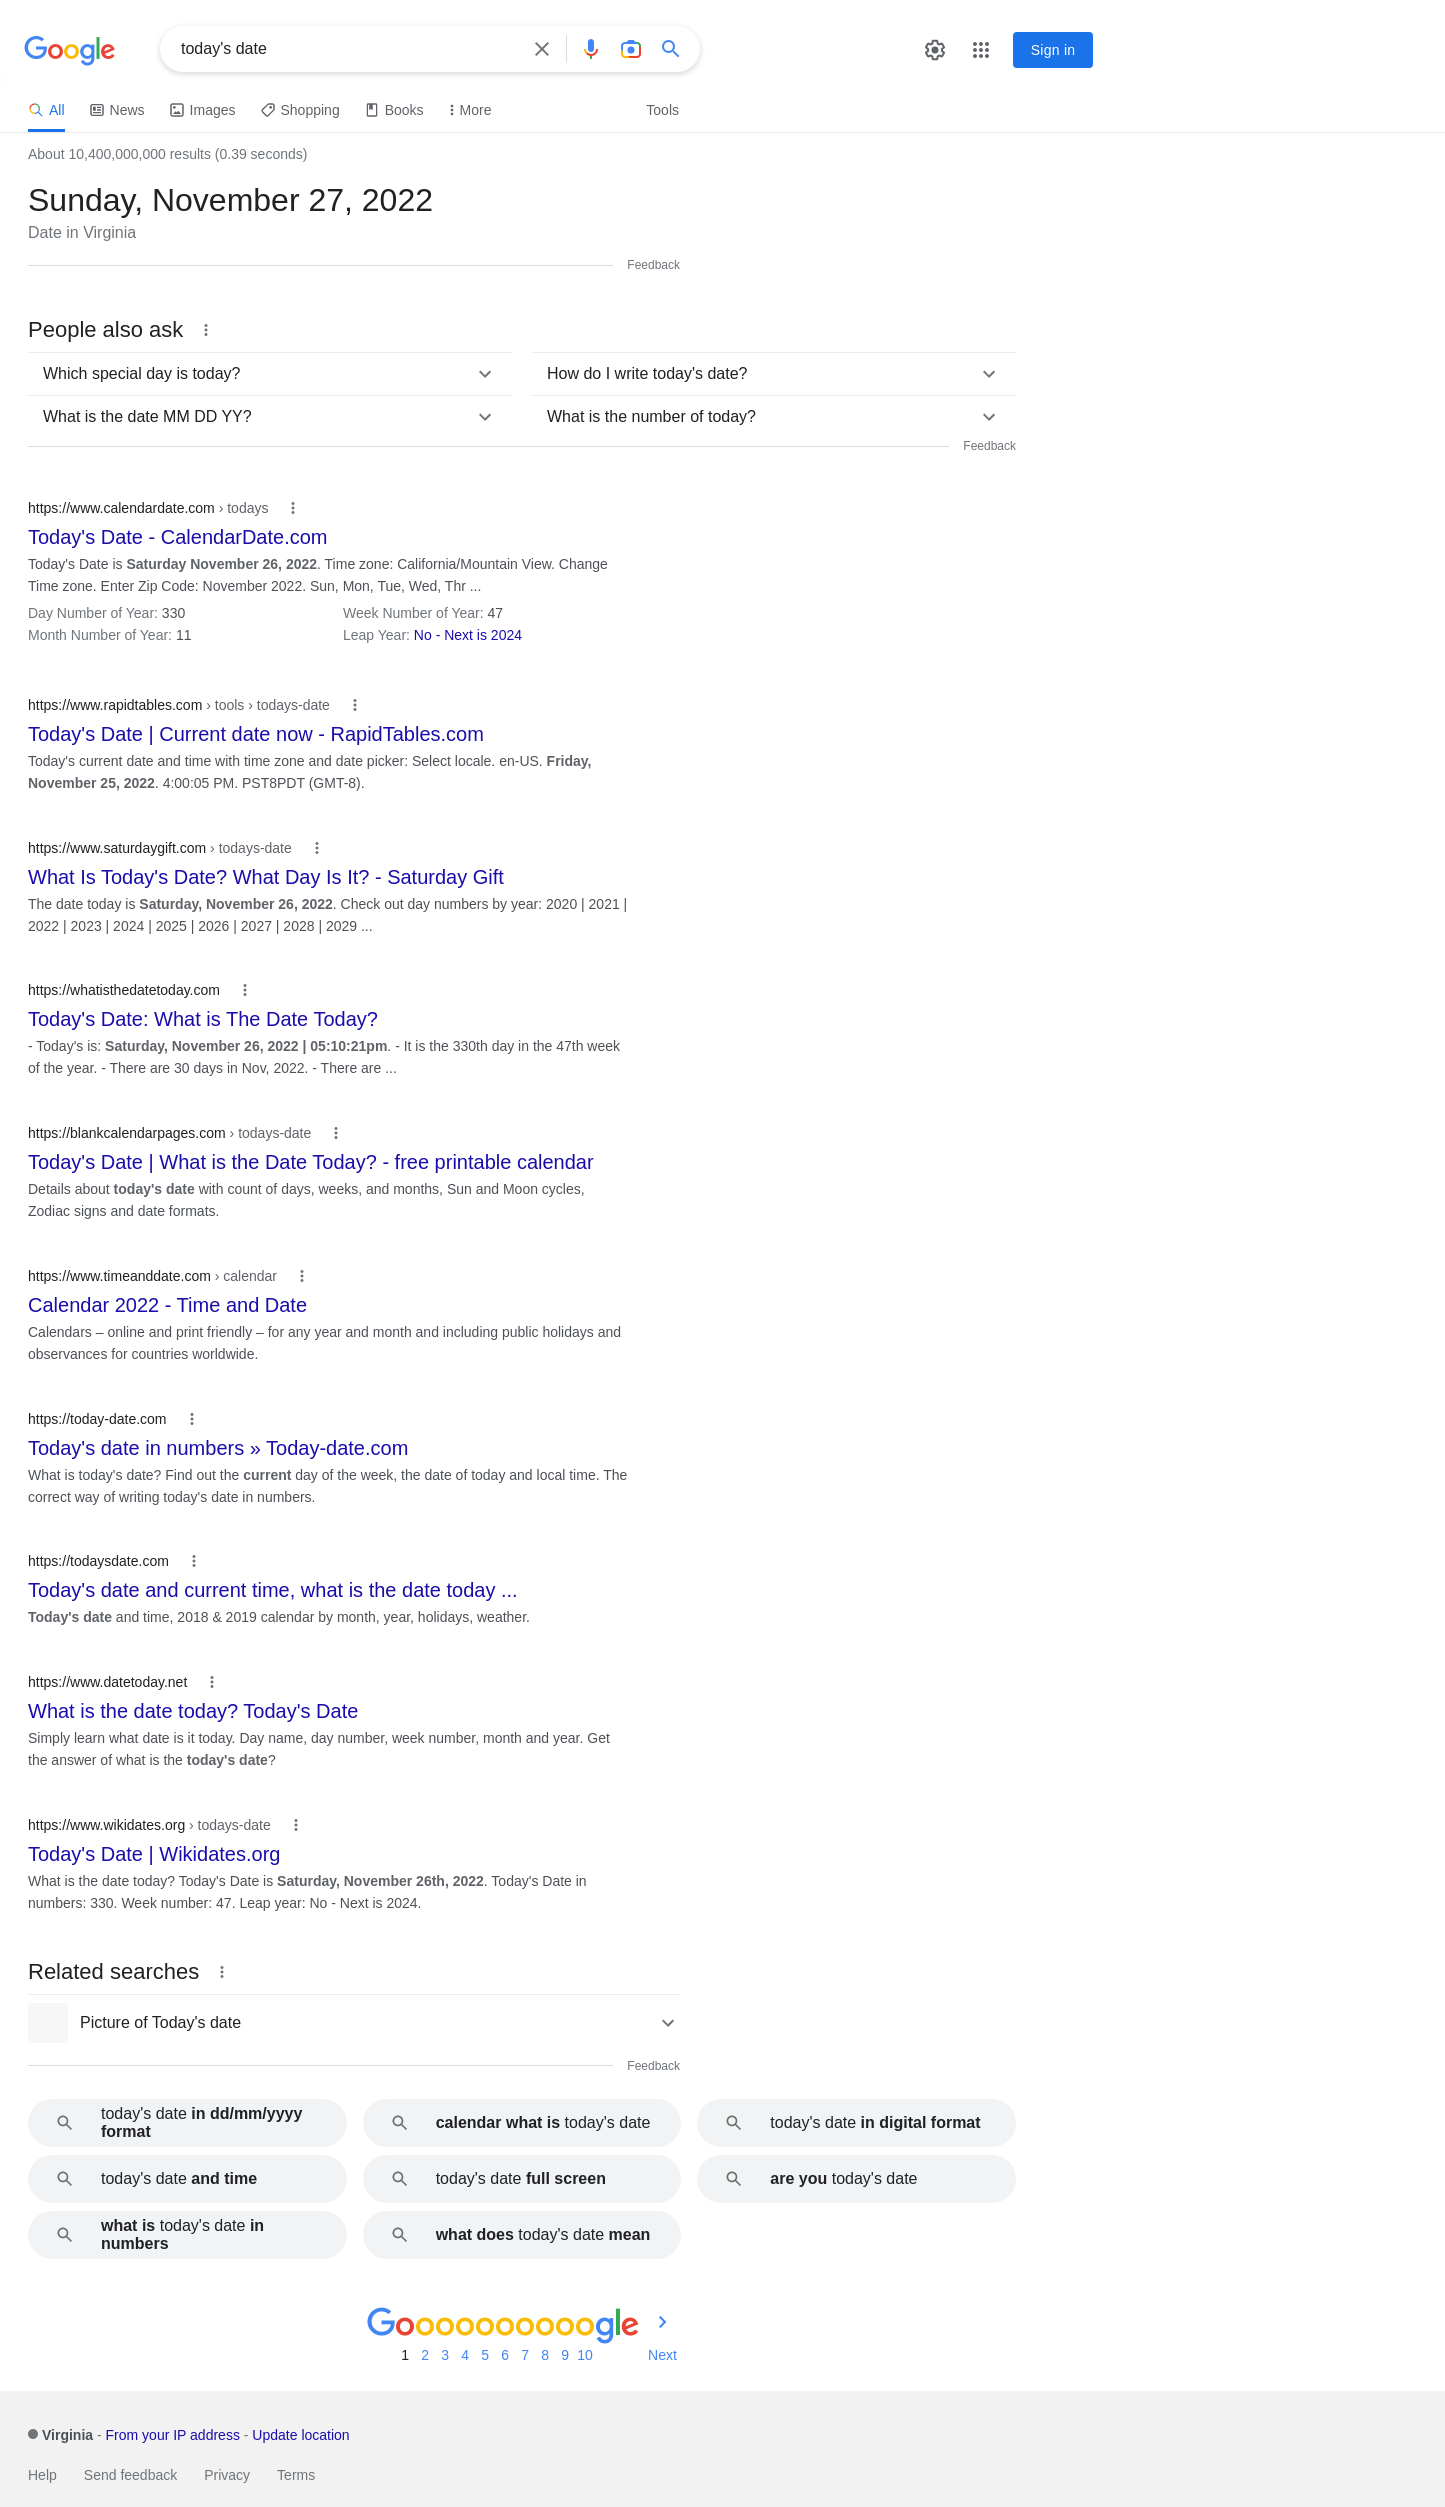 Google
today's date
Sign in
All News Images Shopping Books More Tools
About 10,400,000,000 results (0.39 seconds)
Sunday, November 27, 2022
Date in Virginia
Feedback
People also ask
Which special day is today?
How do I write today's date?
What is the date MM DD YY?
What is the number of today?
Feedback
https://www.calendardate.com › todays
Today's Date - CalendarDate.com
Today's Date is Saturday November 26, 2022. Time zone: California/Mountain View. Change
Time zone. Enter Zip Code: November 2022. Sun, Mon, Tue, Wed, Thr ...
Day Number of Year: 330 Week Number of Year: 47
Month Number of Year: 11 Leap Year: No - Next is 2024
https://www.rapidtables.com › tools › todays-date
Today's Date | Current date now - RapidTables.com
Today's current date and time with time zone and date picker: Select locale. en-US. Friday,
November 25, 2022. 4:00:05 PM. PST8PDT (GMT-8).
https://www.saturdaygift.com › todays-date
What Is Today's Date? What Day Is It? - Saturday Gift
The date today is Saturday, November 26, 2022. Check out day numbers by year: 2020 | 2021 |
2022 | 2023 | 2024 | 2025 | 2026 | 2027 | 2028 | 2029 ...
https://whatisthedatetoday.com
Today's Date: What is The Date Today?
- Today's is: Saturday, November 26, 2022 | 05:10:21pm. - It is the 330th day in the 47th week
of the year. - There are 30 days in Nov, 2022. - There are ...
https://blankcalendarpages.com › todays-date
Today's Date | What is the Date Today? - free printable calendar
Details about today's date with count of days, weeks, and months, Sun and Moon cycles,
Zodiac signs and date formats.
https://www.timeanddate.com › calendar
Calendar 2022 - Time and Date
Calendars – online and print friendly – for any year and month and including public holidays and
observances for countries worldwide.
https://today-date.com
Today's date in numbers » Today-date.com
What is today's date? Find out the current day of the week, the date of today and local time. The
correct way of writing today's date in numbers.
https://todaysdate.com
Today's date and current time, what is the date today ...
Today's date and time, 2018 & 2019 calendar by month, year, holidays, weather.
https://www.datetoday.net
What is the date today? Today's Date
Simply learn what date is it today. Day name, day number, week number, month and year. Get
the answer of what is the today's date?
https://www.wikidates.org › todays-date
Today's Date | Wikidates.org
What is the date today? Today's Date is Saturday, November 26th, 2022. Today's Date in
numbers: 330. Week number: 47. Leap year: No - Next is 2024.
Related searches
Picture of Today's date
Feedback
today's date in dd/mm/yyyy
format
calendar what is today's date
today's date in digital format
today's date and time
today's date full screen
are you today's date
what is today's date in
numbers
what does today's date mean
Goooooooooogle
1 2 3 4 5 6 7 8 9 10 Next
Virginia - From your IP address - Update location
Help Send feedback Privacy Terms